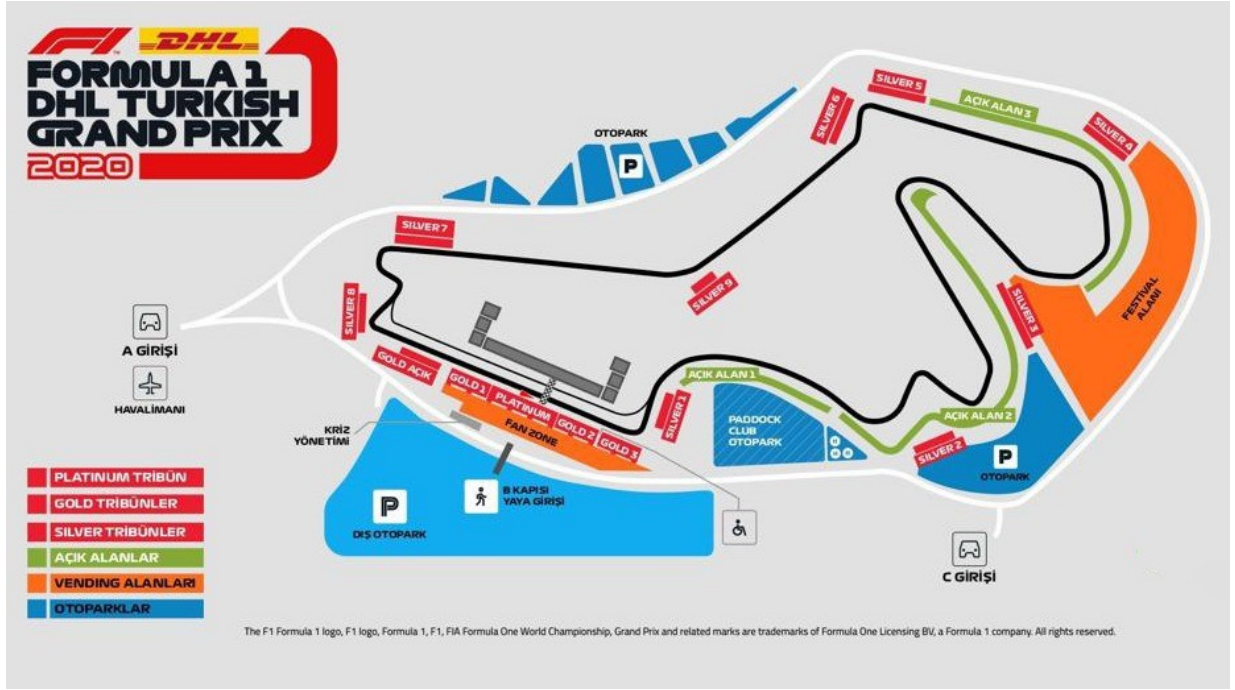 F1
DHL
FORMULA 1
DHL TURKISH
GRAND PRIX
2020
OTOPARK
P
SILVER 6
SILVER 5
AÇIK ALAN 3
SILVER 4
SILVER 7
SILVER 8
SILVER 9
SILVER 3
FESTİVAL
ALANI
A GİRİŞİ
HAVALİMANI
GOLD AÇIK
GOLD 1
PLATINUM
GOLD 2
GOLD 3
FAN ZONE
SILVER 1
AÇIK ALAN 1
AÇIK ALAN 2
SILVER 2
PADDOCK
CLUB
OTOPARK
H
H H
P
OTOPARK
KRİZ
YÖNETİMİ
B KAPISI
YAYA GİRİŞİ
P
DIŞ OTOPARK
C GİRİŞİ
PLATINUM TRİBÜN
GOLD TRİBÜNLER
SILVER TRİBÜNLER
AÇIK ALANLAR
VENDING ALANLARI
OTOPARKLAR
The F1 Formula 1 logo, F1 logo, Formula 1, F1, FIA Formula One World Championship, Grand Prix and related marks are trademarks of Formula One Licensing BV, a Formula 1 company. All rights reserved.